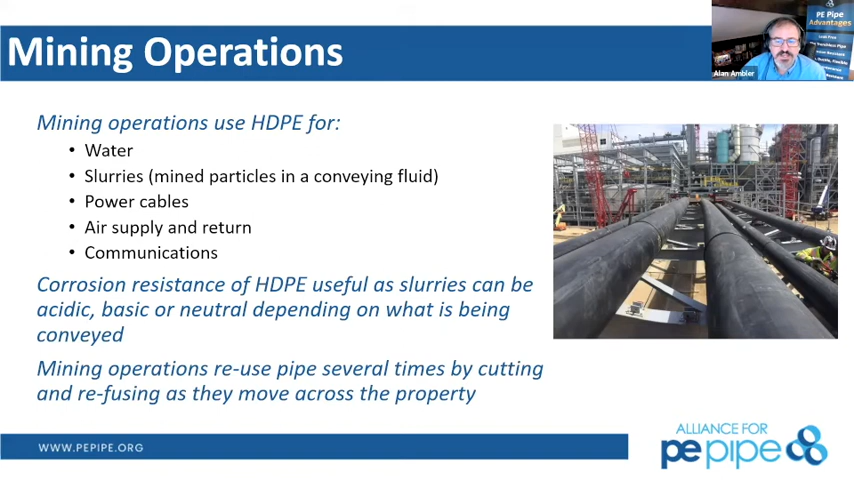 Mining Operations
PE Pipe
Advantages
Alan Ambler
Mining operations use HDPE for:
• Water
• Slurries (mined particles in a conveying fluid)
• Power cables
• Air supply and return
• Communications
Corrosion resistance of HDPE useful as slurries can be
acidic, basic or neutral depending on what is being
conveyed
Mining operations re-use pipe several times by cutting
and re-fusing as they move across the property
WWW.PEPIPE.ORG
ALLIANCE FOR
pe pipe